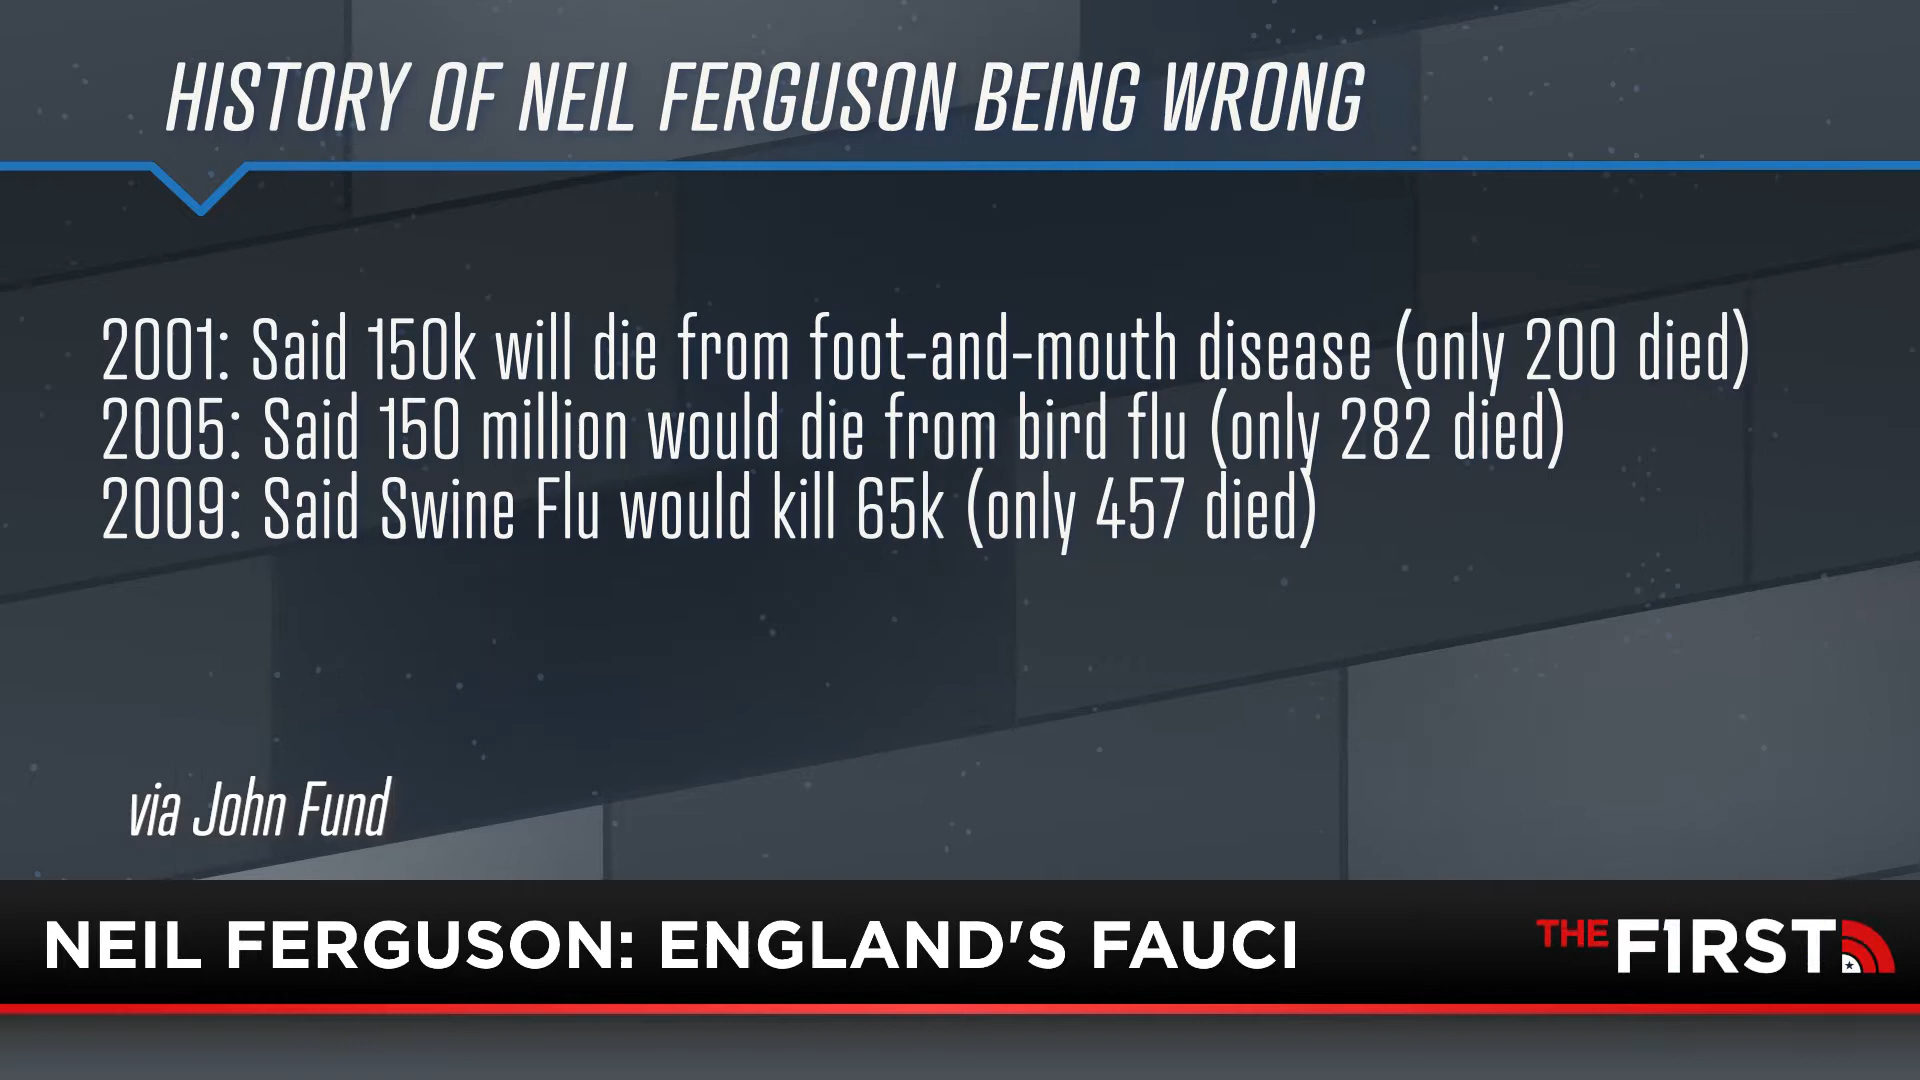 HISTORY OF NEIL FERGUSON BEING WRONG
2001: Said 150k will die from foot-and-mouth disease (only 200 died)
2005: Said 150 million would die from bird flu (only 282 died)
2009: Said Swine Flu would kill 65k (only 457 died)
via John Fund
NEIL FERGUSON: ENGLAND'S FAUCI
THE F1RST